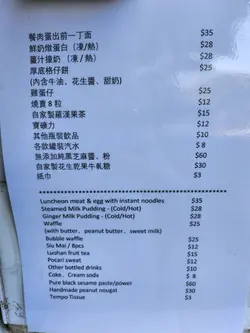 餐肉蛋出前一丁面 $35
鮮奶燉蛋白 (凍/熱) $28
薑汁撞奶 (凍/熱) $28
厚底格仔餅 $25
(內含牛油、花生醬、甜奶)
雞蛋仔 $25
燒賣8粒 $12
自家製羅漢果茶 $15
寶礦力 $12
其他瓶裝飲品 $10
各款罐裝汽水 $8
無添加純黑芝麻醬、粉 $60
自家製花生乾果牛軋糖 $30
紙巾 $3
Luncheon meat & egg with instant noodles $35
Steamed Milk Pudding -(Cold/Hot) $28
Ginger Milk Pudding -(Cold/Hot) $28
Waffle $25
(with butter, peanut butter, sweet milk)
Bubble waffle $25
Siu Mai / 8pcs $12
Luohan fruit tea $15
Pocari sweat $12
Other bottled drinks $10
Coke、Cream soda $8
Pure black sesame paste/power $60
Handmade peanut nougat $30
Tempo Tissue $3